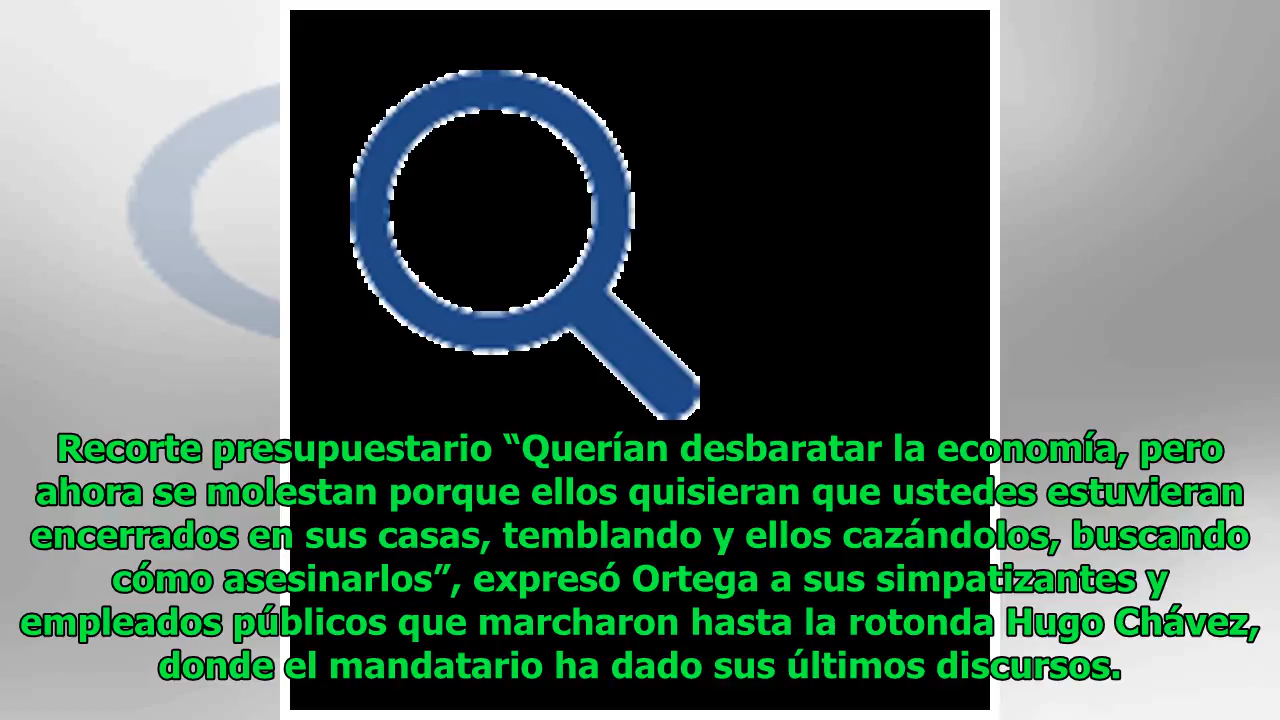 Recorte presupuestario “Querían desbaratar la economía, pero
ahora se molestan porque ellos quisieran que ustedes estuvieran
encerrados en sus casas, temblando y ellos cazándolos, buscando
cómo asesinarlos”, expresó Ortega a sus simpatizantes y
empleados públicos que marcharon hasta la rotonda Hugo Chávez,
donde el mandatario ha dado sus últimos discursos.